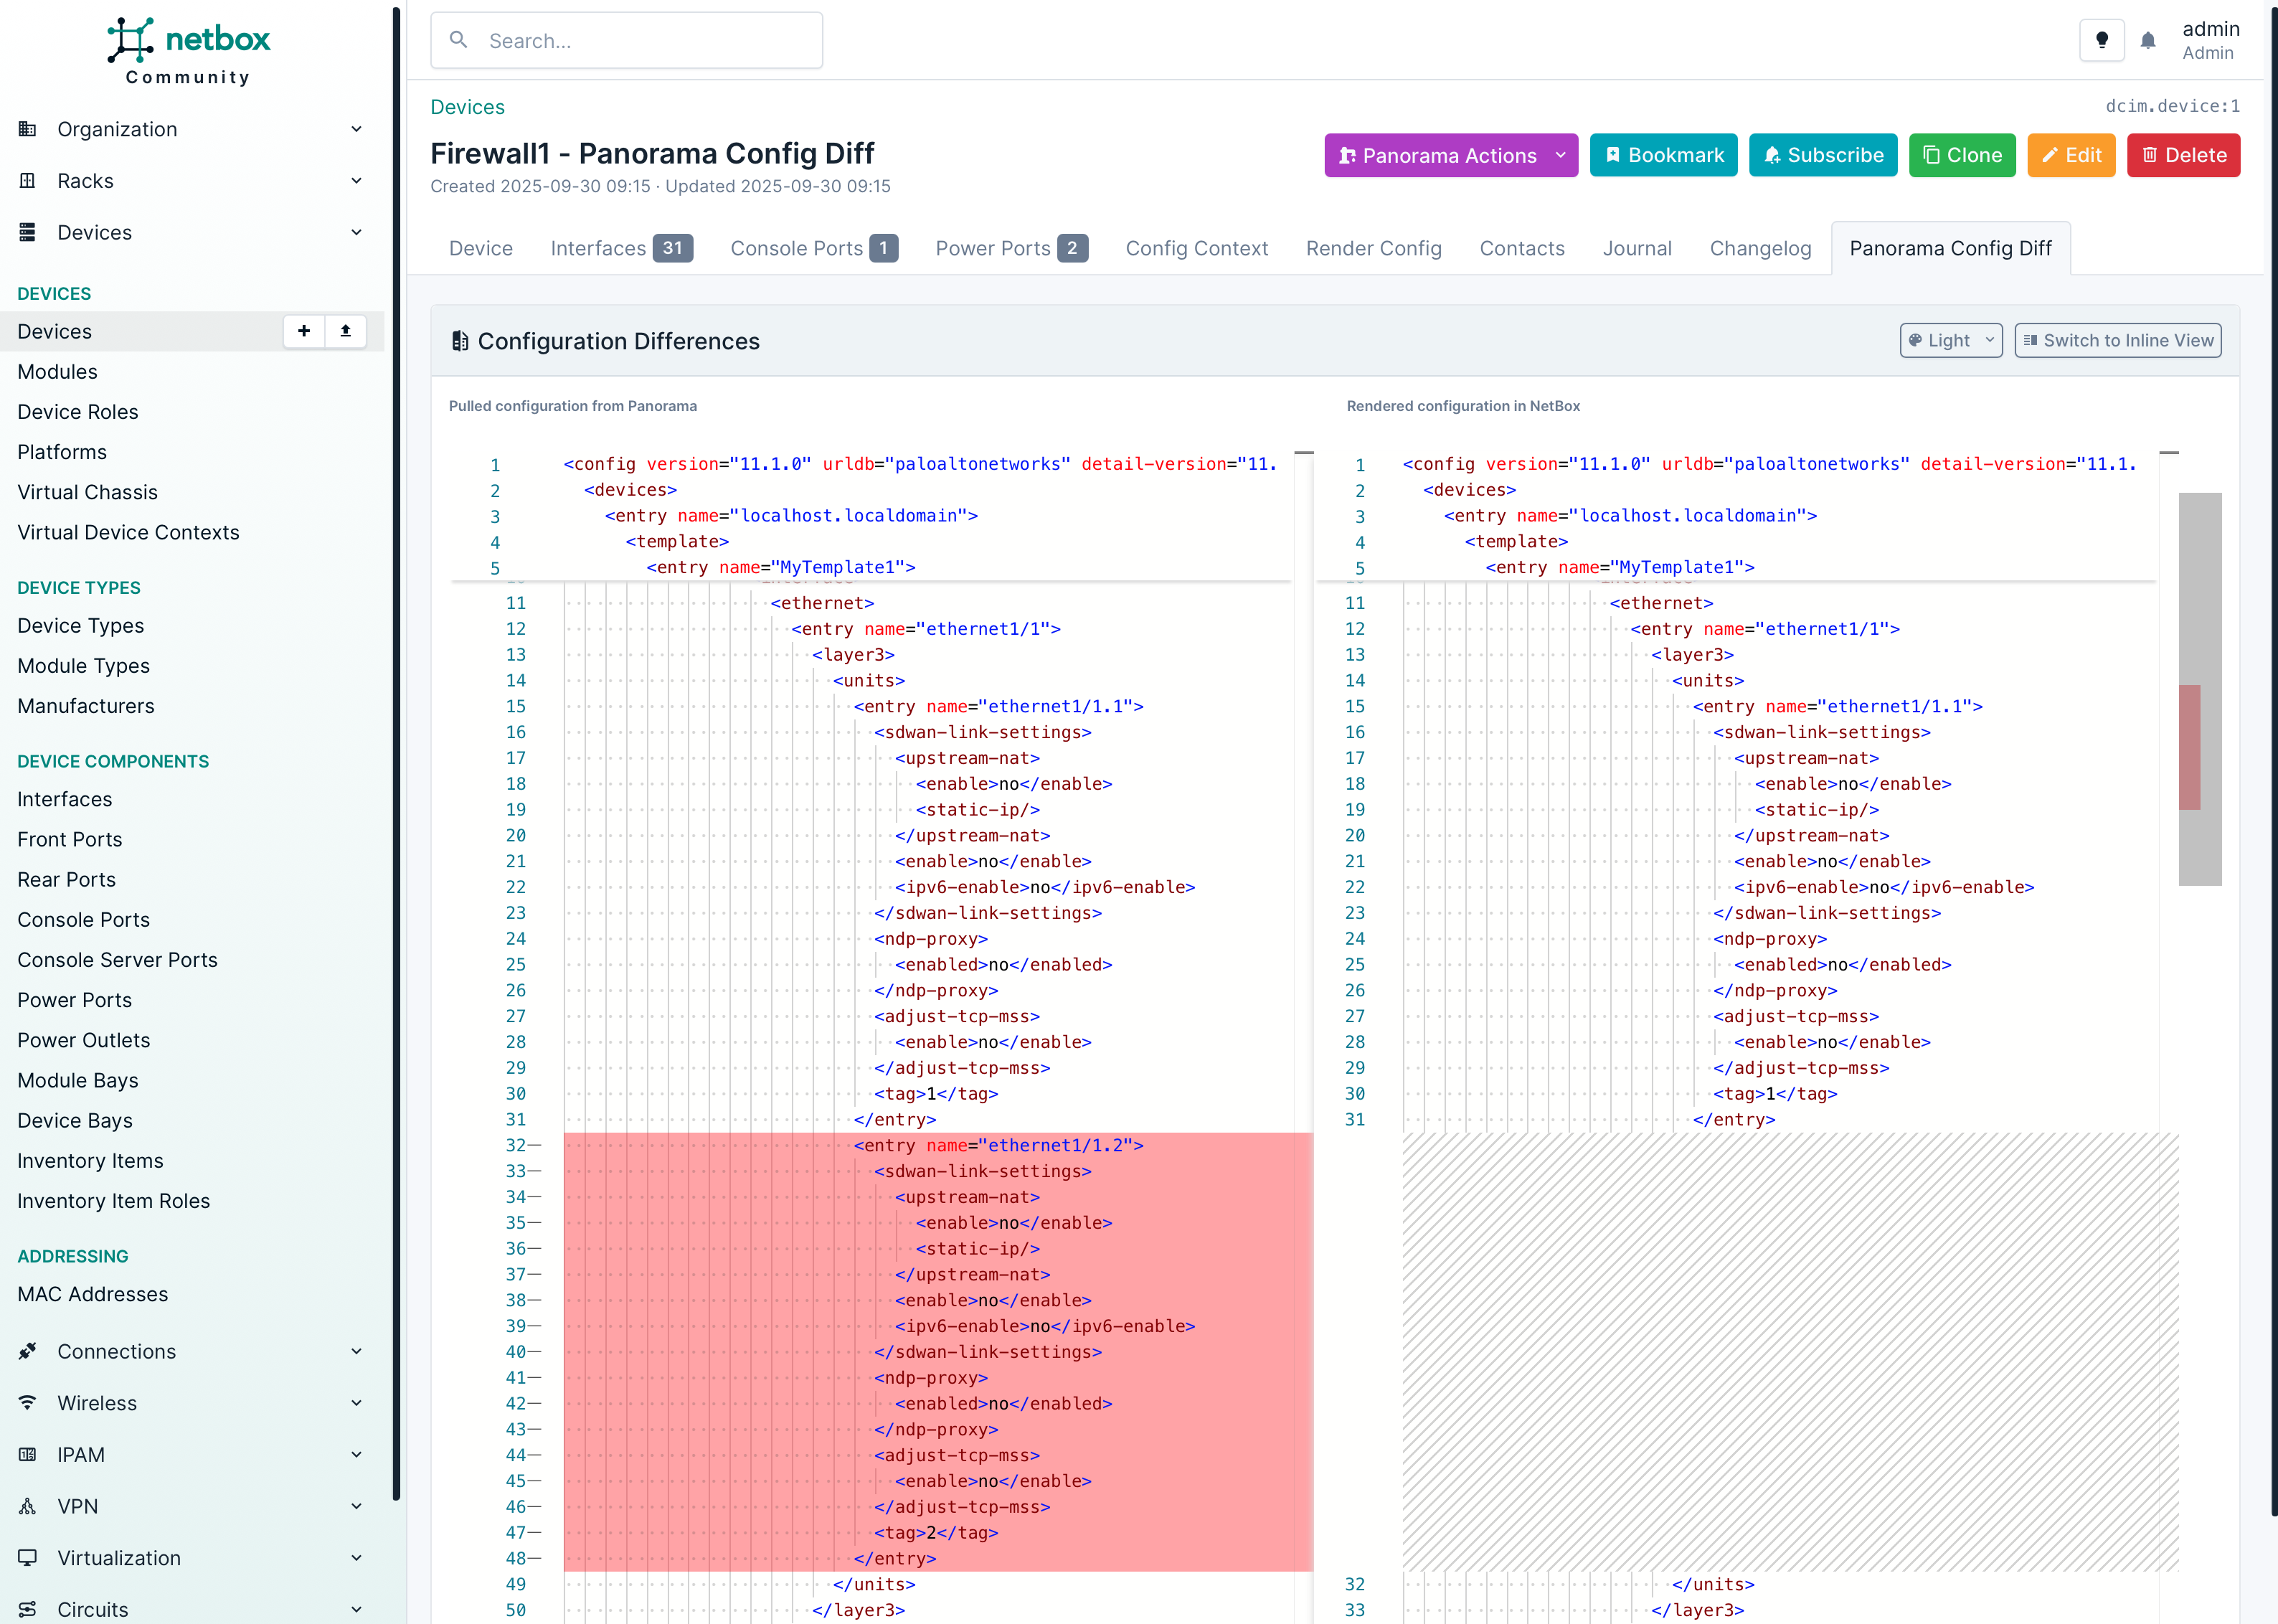 netbox
Community
Search...
admin
Admin
Organization
Racks
Devices
DEVICES
Devices
Modules
Device Roles
Platforms
Virtual Chassis
Virtual Device Contexts
DEVICE TYPES
Device Types
Module Types
Manufacturers
DEVICE COMPONENTS
Interfaces
Front Ports
Rear Ports
Console Ports
Console Server Ports
Power Ports
Power Outlets
Module Bays
Device Bays
Inventory Items
Inventory Item Roles
ADDRESSING
MAC Addresses
Connections
Wireless
IPAM
VPN
Virtualization
Circuits
Devices
dcim.device:1
Firewall1 - Panorama Config Diff
Created 2025-09-30 09:15 · Updated 2025-09-30 09:15
Panorama Actions
Bookmark
Subscribe
Clone
Edit
Delete
Device
Interfaces 31
Console Ports 1
Power Ports 2
Config Context
Render Config
Contacts
Journal
Changelog
Panorama Config Diff
Configuration Differences
Light
Switch to Inline View
Pulled configuration from Panorama
1 <config version="11.1.0" urldb="paloaltonetworks" detail-version="11.
2 <devices>
3 <entry name="localhost.localdomain">
4 <template>
5 <entry name="MyTemplate1">
11 <ethernet>
12 <entry name="ethernet1/1">
13 <layer3>
14 <units>
15 <entry name="ethernet1/1.1">
16 <sdwan-link-settings>
17 <upstream-nat>
18 <enable>no</enable>
19 <static-ip/>
20 </upstream-nat>
21 <enable>no</enable>
22 <ipv6-enable>no</ipv6-enable>
23 </sdwan-link-settings>
24 <ndp-proxy>
25 <enabled>no</enabled>
26 </ndp-proxy>
27 <adjust-tcp-mss>
28 <enable>no</enable>
29 </adjust-tcp-mss>
30 <tag>1</tag>
31 </entry>
32— <entry name="ethernet1/1.2">
33— <sdwan-link-settings>
34— <upstream-nat>
35— <enable>no</enable>
36— <static-ip/>
37— </upstream-nat>
38— <enable>no</enable>
39— <ipv6-enable>no</ipv6-enable>
40— </sdwan-link-settings>
41— <ndp-proxy>
42— <enabled>no</enabled>
43— </ndp-proxy>
44— <adjust-tcp-mss>
45— <enable>no</enable>
46— </adjust-tcp-mss>
47— <tag>2</tag>
48— </entry>
49 </units>
50 </layer3>
Rendered configuration in NetBox
1 <config version="11.1.0" urldb="paloaltonetworks" detail-version="11.1.
2 <devices>
3 <entry name="localhost.localdomain">
4 <template>
5 <entry name="MyTemplate1">
11 <ethernet>
12 <entry name="ethernet1/1">
13 <layer3>
14 <units>
15 <entry name="ethernet1/1.1">
16 <sdwan-link-settings>
17 <upstream-nat>
18 <enable>no</enable>
19 <static-ip/>
20 </upstream-nat>
21 <enable>no</enable>
22 <ipv6-enable>no</ipv6-enable>
23 </sdwan-link-settings>
24 <ndp-proxy>
25 <enabled>no</enabled>
26 </ndp-proxy>
27 <adjust-tcp-mss>
28 <enable>no</enable>
29 </adjust-tcp-mss>
30 <tag>1</tag>
31 </entry>
32 </units>
33 </layer3>